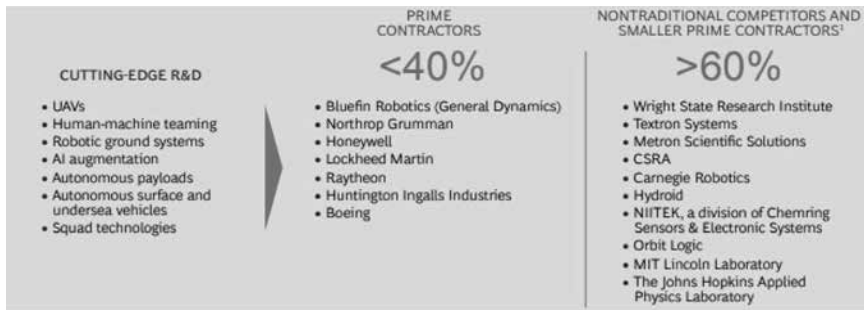 CUTTING-EDGE R&D
• UAVs
• Human-machine teaming
• Robotic ground systems
• AI augmentation
• Autonomous payloads
• Autonomous surface and
undersea vehicles
• Squad technologies
PRIME
CONTRACTORS
<40%
• Bluefin Robotics (General Dynamics)
• Northrop Grumman
• Honeywell
• Lockheed Martin
• Raytheon
• Huntington Ingalls Industries
• Boeing
NONTRADITIONAL COMPETITORS AND
SMALLER PRIME CONTRACTORS¹
>60%
• Wright State Research Institute
• Textron Systems
• Metron Scientific Solutions
• CSRA
• Carnegie Robotics
• Hydroid
• NIITEK, a division of Chemring
Sensors & Electronic Systems
• Orbit Logic
• MIT Lincoln Laboratory
• The Johns Hopkins Applied
Physics Laboratory